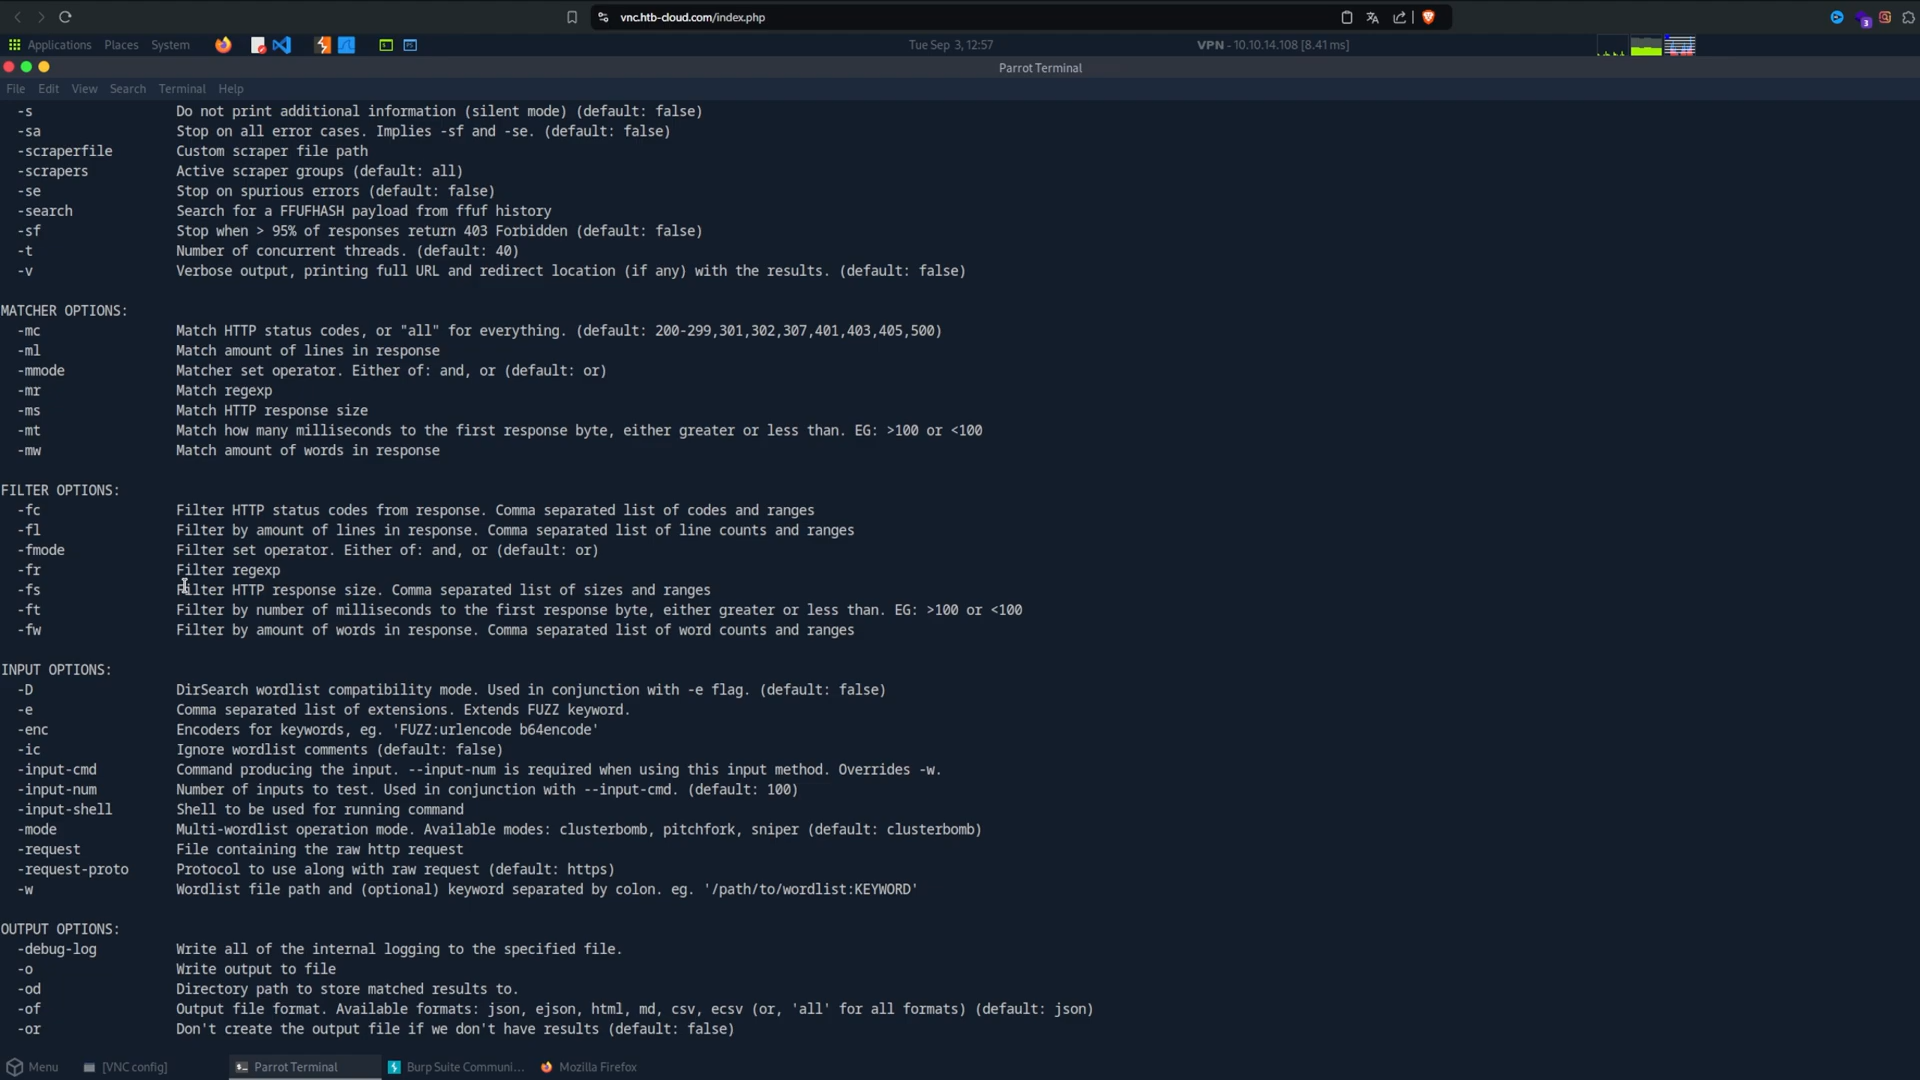 vnc.htb-cloud.com/index.php
3
Applications Places System Tue Sep 3, 12:57 VPN - 10.10.14.108 [8.41 ms]
Parrot Terminal
File Edit View Search Terminal Help
-s Do not print additional information (silent mode) (default: false)
-sa Stop on all error cases. Implies -sf and -se. (default: false)
-scraperfile Custom scraper file path
-scrapers Active scraper groups (default: all)
-se Stop on spurious errors (default: false)
-search Search for a FFUFHASH payload from ffuf history
-sf Stop when > 95% of responses return 403 Forbidden (default: false)
-t Number of concurrent threads. (default: 40)
-v Verbose output, printing full URL and redirect location (if any) with the results. (default: false)
MATCHER OPTIONS:
-mc Match HTTP status codes, or "all" for everything. (default: 200-299,301,302,307,401,403,405,500)
-ml Match amount of lines in response
-mmode Matcher set operator. Either of: and, or (default: or)
-mr Match regexp
-ms Match HTTP response size
-mt Match how many milliseconds to the first response byte, either greater or less than. EG: >100 or <100
-mw Match amount of words in response
FILTER OPTIONS:
-fc Filter HTTP status codes from response. Comma separated list of codes and ranges
-fl Filter by amount of lines in response. Comma separated list of line counts and ranges
-fmode Filter set operator. Either of: and, or (default: or)
-fr Filter regexp
-fs Filter HTTP response size. Comma separated list of sizes and ranges
-ft Filter by number of milliseconds to the first response byte, either greater or less than. EG: >100 or <100
-fw Filter by amount of words in response. Comma separated list of word counts and ranges
INPUT OPTIONS:
-D DirSearch wordlist compatibility mode. Used in conjunction with -e flag. (default: false)
-e Comma separated list of extensions. Extends FUZZ keyword.
-enc Encoders for keywords, eg. 'FUZZ:urlencode b64encode'
-ic Ignore wordlist comments (default: false)
-input-cmd Command producing the input. --input-num is required when using this input method. Overrides -w.
-input-num Number of inputs to test. Used in conjunction with --input-cmd. (default: 100)
-input-shell Shell to be used for running command
-mode Multi-wordlist operation mode. Available modes: clusterbomb, pitchfork, sniper (default: clusterbomb)
-request File containing the raw http request
-request-proto Protocol to use along with raw request (default: https)
-w Wordlist file path and (optional) keyword separated by colon. eg. '/path/to/wordlist:KEYWORD'
OUTPUT OPTIONS:
-debug-log Write all of the internal logging to the specified file.
-o Write output to file
-od Directory path to store matched results to.
-of Output file format. Available formats: json, ejson, html, md, csv, ecsv (or, 'all' for all formats) (default: json)
-or Don't create the output file if we don't have results (default: false)
Menu [VNC config] Parrot Terminal Burp Suite Communi... Mozilla Firefox